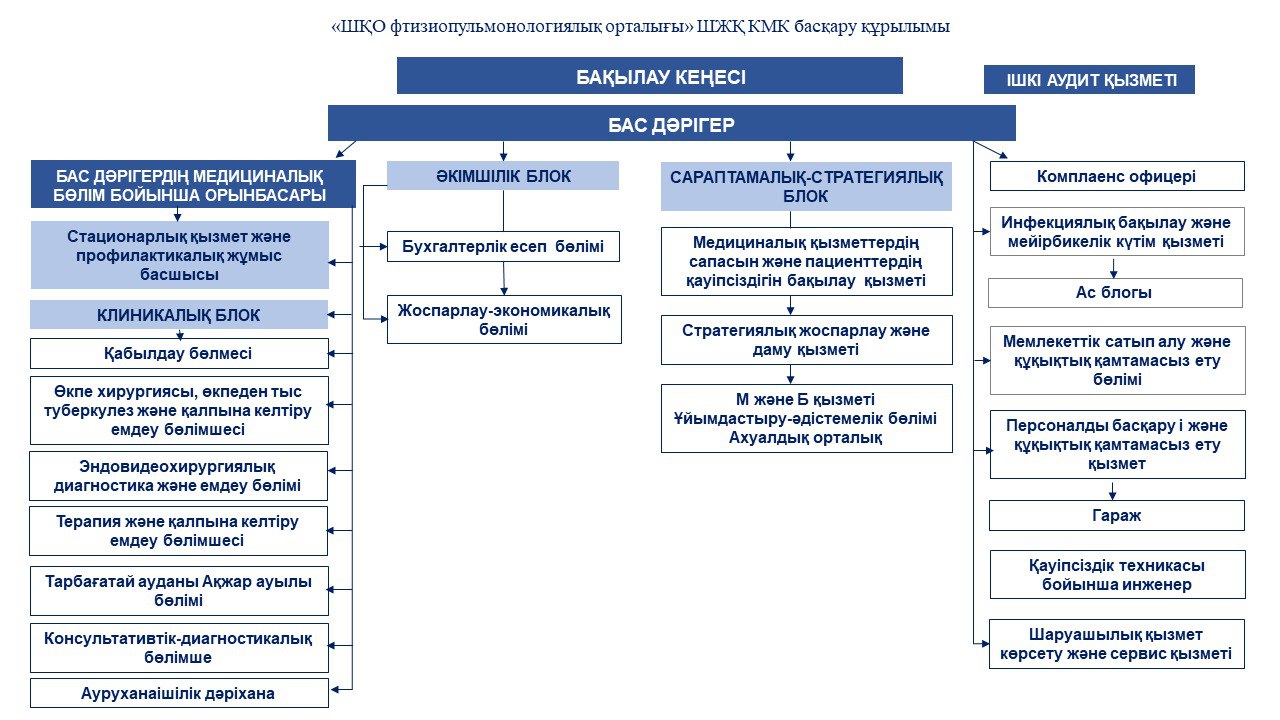 «ШҚО фтизиопульмонологиялық орталығы» ШЖҚ КМК басқару құрылымы
БАҚЫЛАУ КЕҢЕСІ
ІШКІ АУДИТ ҚЫЗМЕТІ
БАС ДӘРІГЕР
БАС ДӘРІГЕРДІҢ МЕДИЦИНАЛЫҚ
БӨЛІМ БОЙЫНША ОРЫНБАСАРЫ
Стационарлық қызмет және
профилактикалық жұмыс
басшысы
КЛИНИКАЛЫҚ БЛОК
Қабылдау бөлмесі
Өкпе хирургиясы, өкпеден тыс
туберкулез және қалпына келтіру
емдеу бөлімшесі
Эндовидеохирургиялық
диагностика және емдеу бөлімі
Терапия және қалпына келтіру
емдеу бөлімшесі
Тарбағатай ауданы Ақжар ауылы
бөлімі
Консультативтік-диагностикалық
бөлімше
Ауруханаішілік дәріхана
ӘКІМШІЛІК БЛОК
Бухгалтерлік есеп бөлімі
Жоспарлау-экономикалық
бөлімі
САРАПТАМАЛЫҚ-СТРАТЕГИЯЛЫҚ
БЛОК
Медициналық қызметтердің
сапасын және пациенттердің
қауіпсіздігін бақылау қызметі
Стратегиялық жоспарлау және
даму қызметі
М және Б қызметі
Ұйымдастыру-әдістемелік бөлімі
Ахуалдық орталық
Комплаенс офицері
Инфекциялық бақылау және
мейірбикелік күтім қызметі
Ас блогы
Мемлекеттік сатып алу және
құқықтық қамтамасыз ету
бөлімі
Персоналды басқару і және
құқықтық қамтамасыз ету
қызмет
Гараж
Қауіпсіздік техникасы
бойынша инженер
Шаруашылық қызмет
көрсету және сервис қызметі